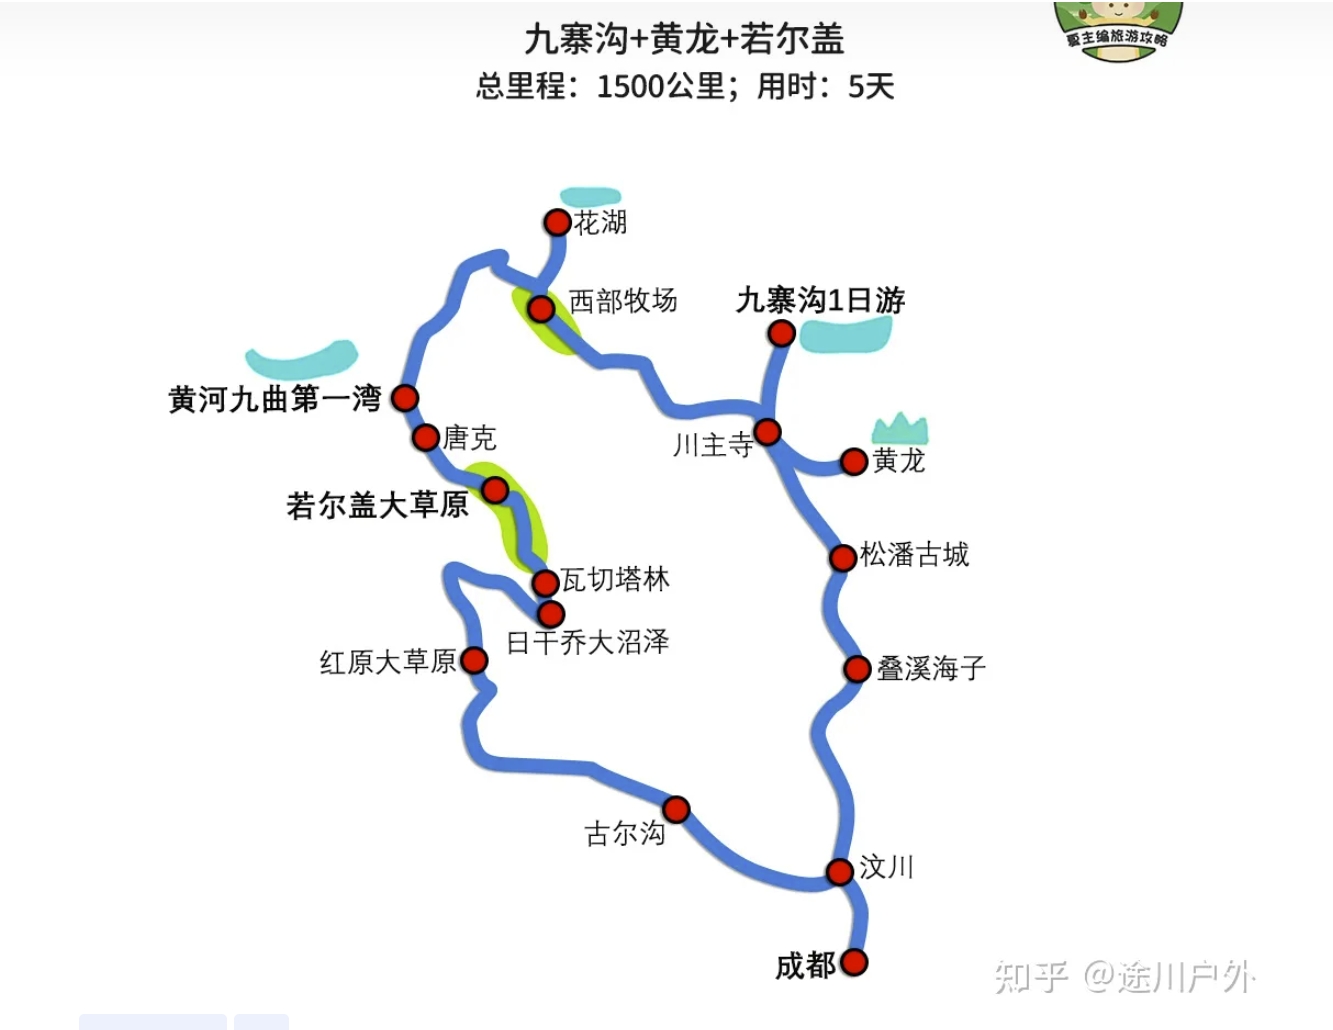 九寨沟+黄龙+若尔盖
夏主编旅游攻略
总里程：1500公里；用时：5天
花湖
西部牧场
九寨沟1日游
黄河九曲第一湾
唐克
川主寺
黄龙
若尔盖大草原
松潘古城
瓦切塔林
日干乔大沼泽
红原大草原
叠溪海子
古尔沟
汶川
成都
知乎 @途川户外